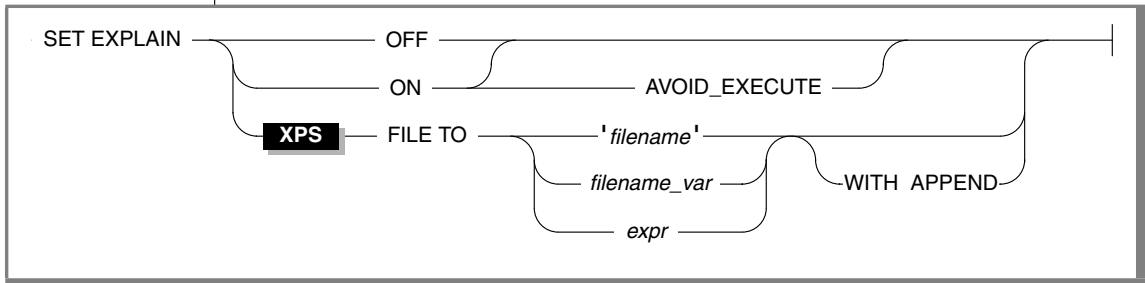 SET EXPLAIN OFF
ON AVOID_EXECUTE
XPS FILE TO 'filename'
filename_var WITH APPEND
expr